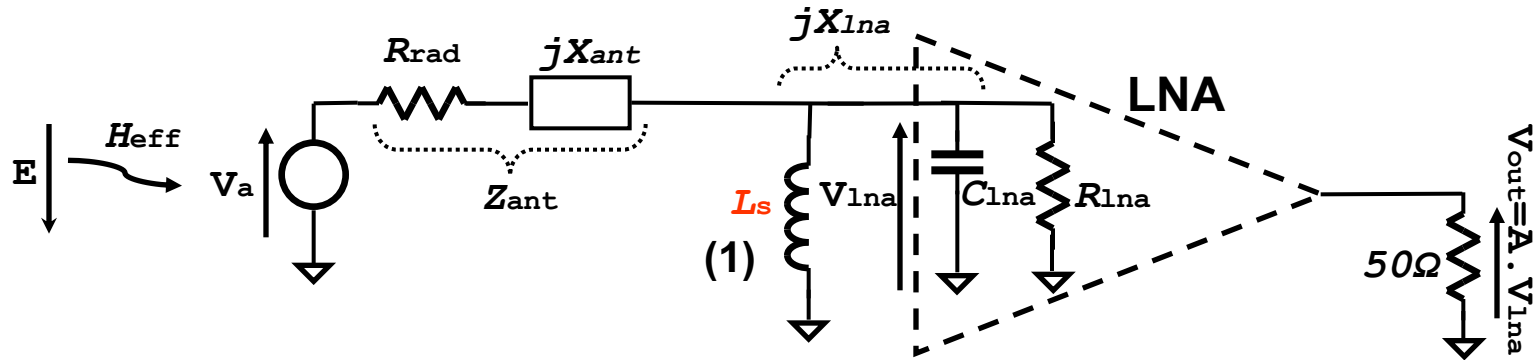 jXlna
Rrad
jXant
LNA
E
Heff
Va
Zant
Ls
(1)
Vlna
Clna
Rlna
50Ω
Vout=A.Vlna